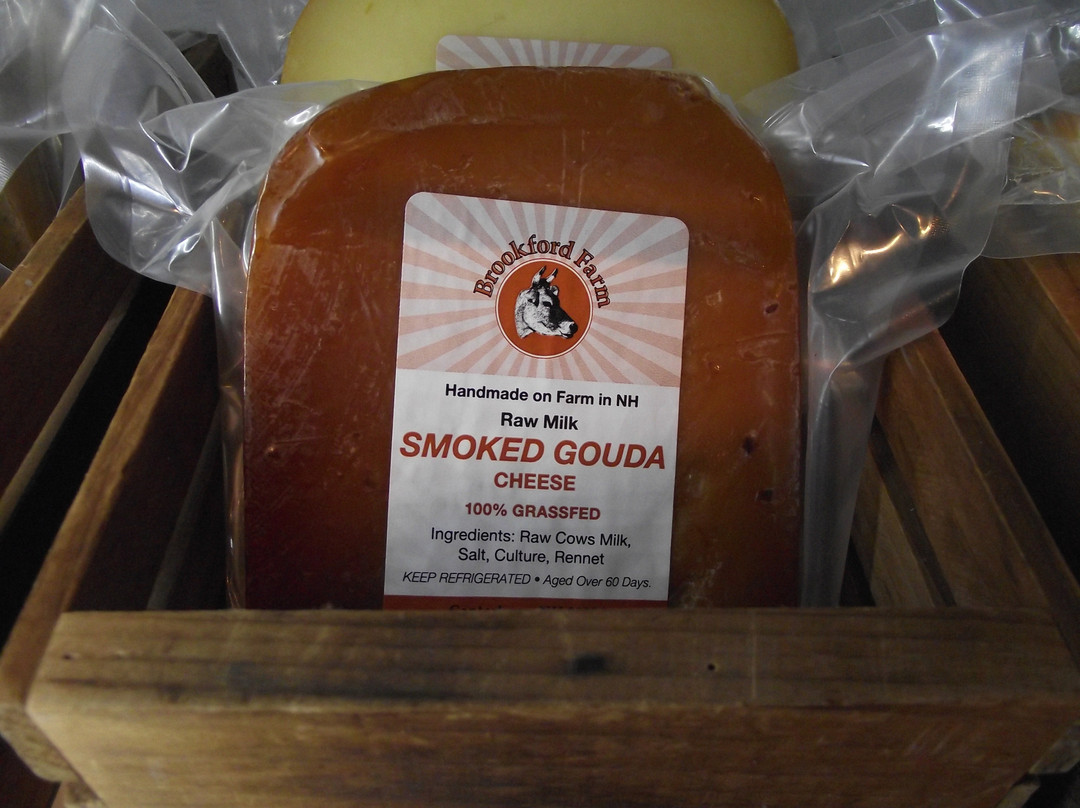 Brookford Farm
Handmade on Farm in NH
Raw Milk
SMOKED GOUDA
CHEESE
100% GRASSFED
Ingredients: Raw Cows Milk,
Salt, Culture, Rennet
KEEP REFRIGERATED • Aged Over 60 Days.